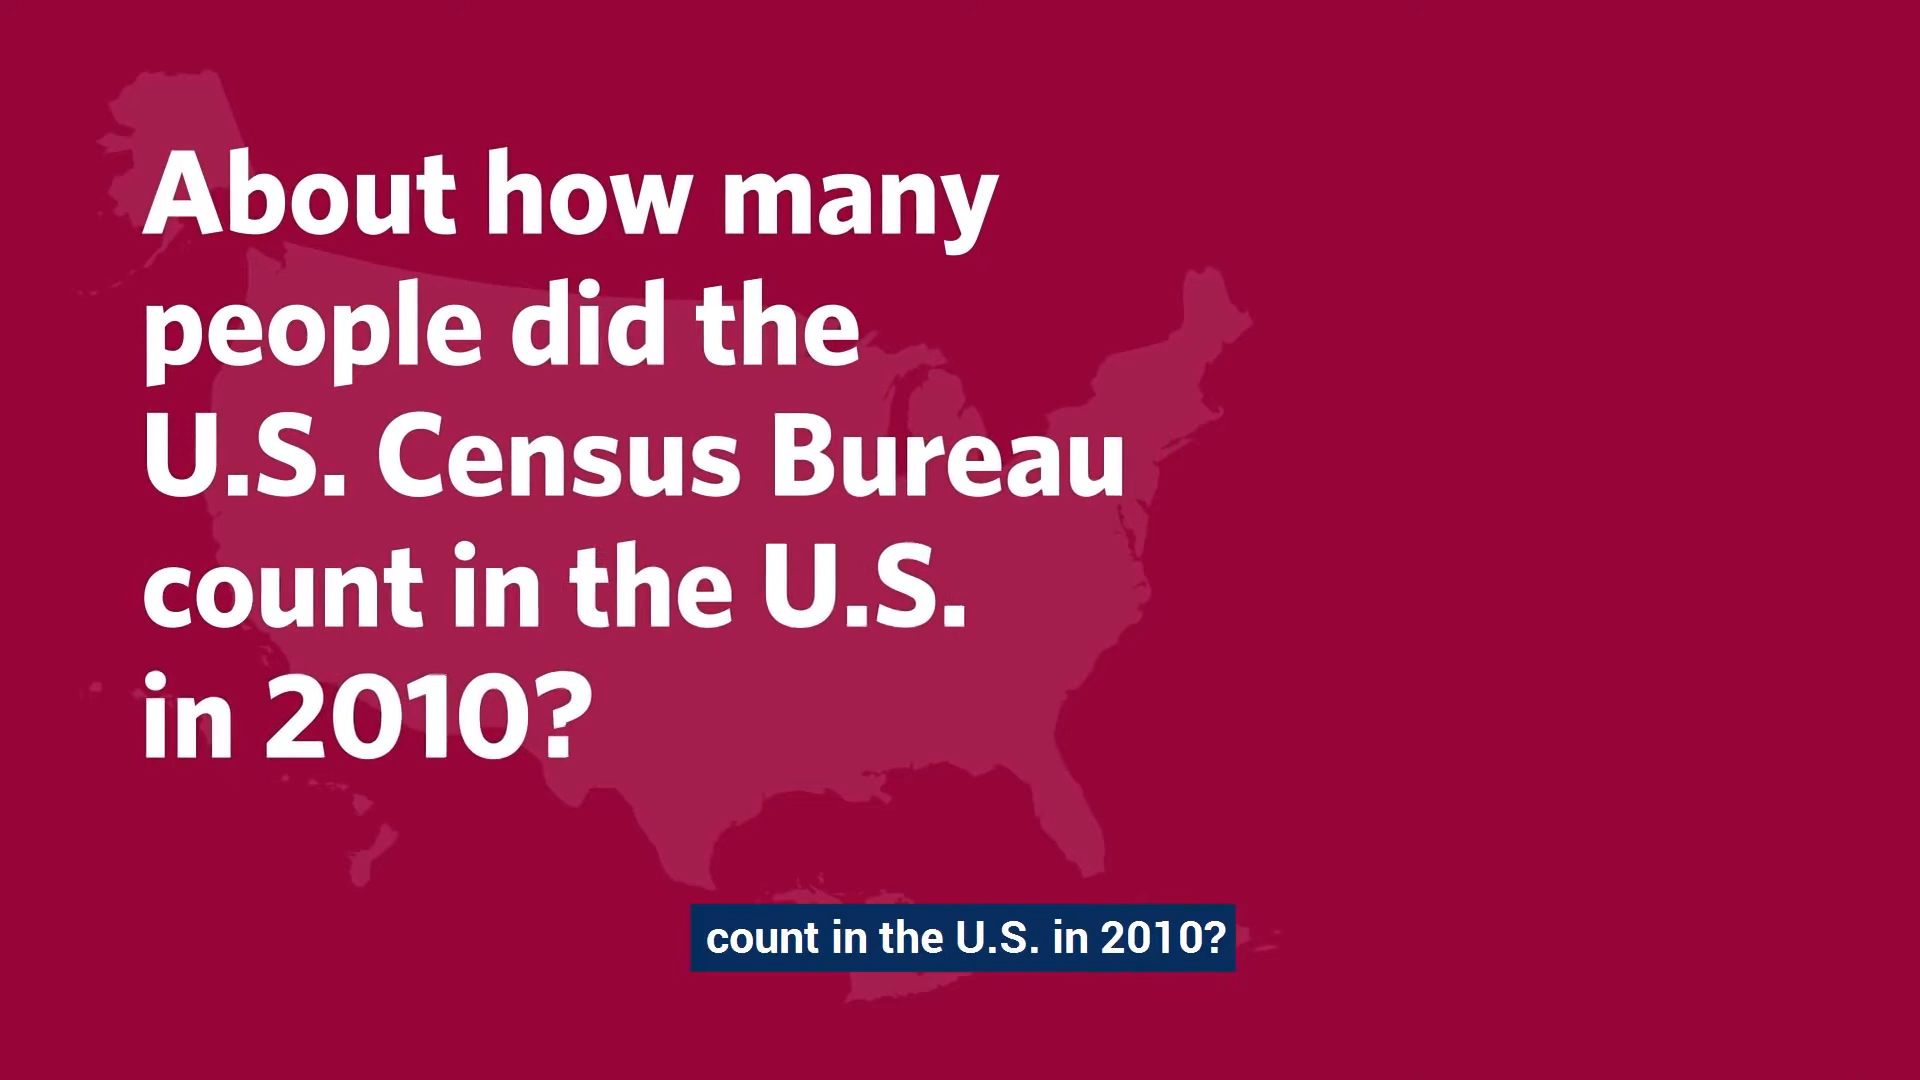 About how many
people did the
U.S. Census Bureau
count in the U.S.
in 2010?
count in the U.S. in 2010?